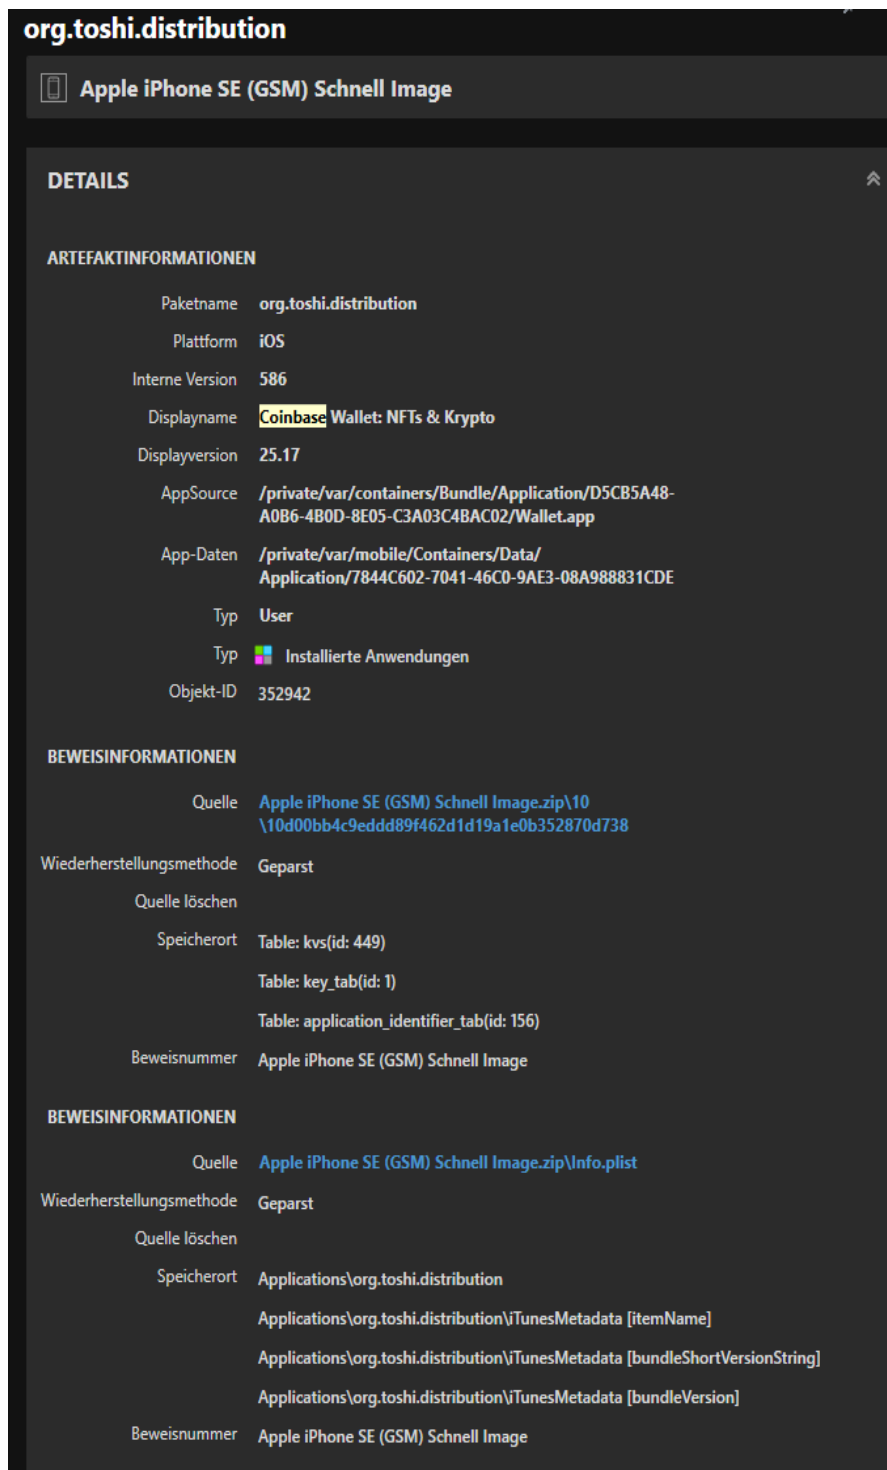 org.toshi.distribution
Apple iPhone SE (GSM) Schnell Image
DETAILS
ARTEFAKTINFORMATIONEN
Paketname org.toshi.distribution
Plattform iOS
Interne Version 586
Displayname Coinbase Wallet: NFTs & Krypto
Displayversion 25.17
AppSource /private/var/containers/Bundle/Application/D5CB5A48-
A0B6-4B0D-8E05-C3A03C4BAC02/Wallet.app
App-Daten /private/var/mobile/Containers/Data/
Application/7844C602-7041-46C0-9AE3-08A988831CDE
Typ User
Typ Installierte Anwendungen
Objekt-ID 352942
BEWEISINFORMATIONEN
Quelle Apple iPhone SE (GSM) Schnell Image.zip\10
\10d00bb4c9eddd89f462d1d19a1e0b352870d738
Wiederherstellungsmethode Geparst
Quelle löschen
Speicherort Table: kvs(id: 449)
Table: key_tab(id: 1)
Table: application_identifier_tab(id: 156)
Beweisnummer Apple iPhone SE (GSM) Schnell Image
BEWEISINFORMATIONEN
Quelle Apple iPhone SE (GSM) Schnell Image.zip\Info.plist
Wiederherstellungsmethode Geparst
Quelle löschen
Speicherort Applications\org.toshi.distribution
Applications\org.toshi.distribution\iTunesMetadata [itemName]
Applications\org.toshi.distribution\iTunesMetadata [bundleShortVersionString]
Applications\org.toshi.distribution\iTunesMetadata [bundleVersion]
Beweisnummer Apple iPhone SE (GSM) Schnell Image